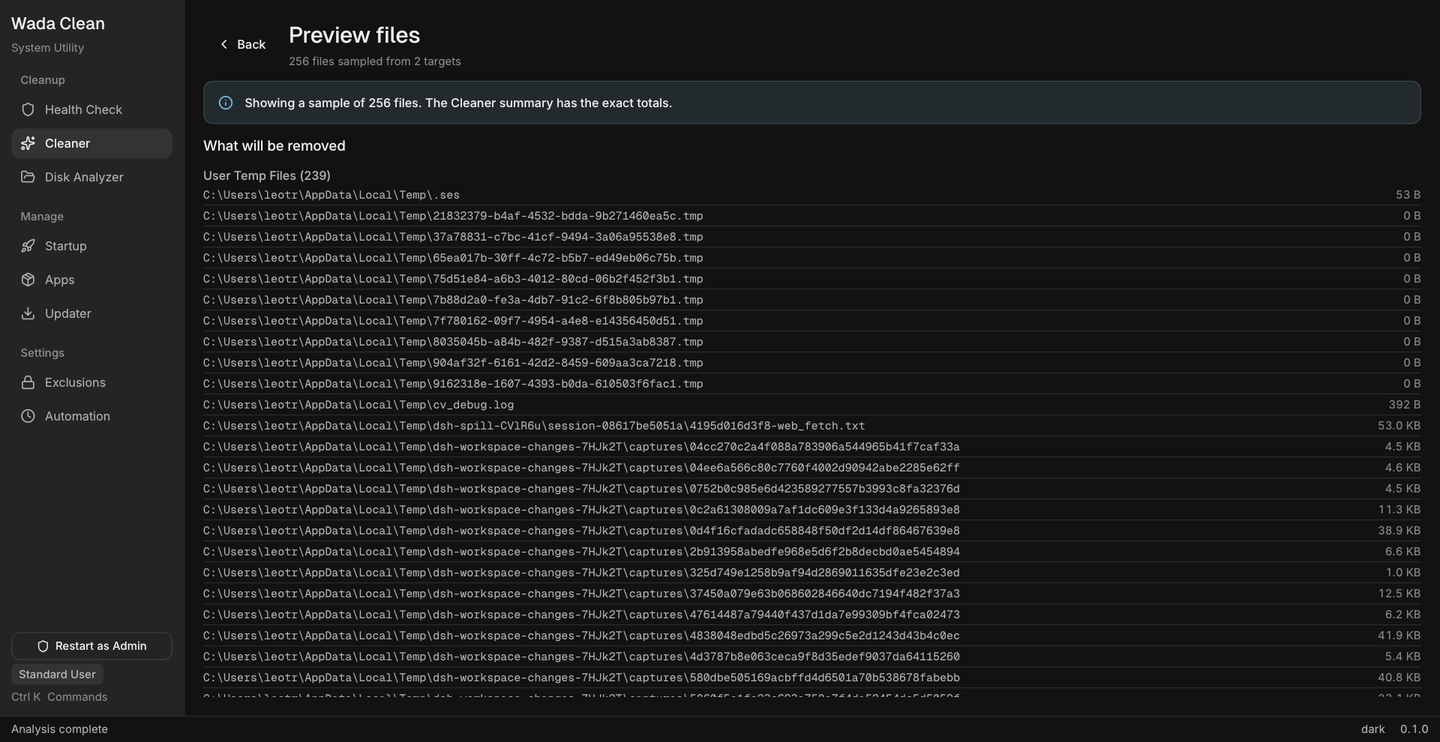 Wada Clean
System Utility
Cleanup
Health Check
Cleaner
Disk Analyzer
Manage
Startup
Apps
Updater
Settings
Exclusions
Automation
Restart as Admin
Standard User
Ctrl K Commands
Back
Preview files
256 files sampled from 2 targets
Showing a sample of 256 files. The Cleaner summary has the exact totals.
What will be removed
User Temp Files (239)
C:\Users\leotr\AppData\Local\Temp\.ses 53 B
C:\Users\leotr\AppData\Local\Temp\21832379-b4af-4532-bdda-9b271460ea5c.tmp 0 B
C:\Users\leotr\AppData\Local\Temp\37a78831-c7bc-41cf-9494-3a06a95538e8.tmp 0 B
C:\Users\leotr\AppData\Local\Temp\65ea017b-30ff-4c72-b5b7-ed49eb06c75b.tmp 0 B
C:\Users\leotr\AppData\Local\Temp\75d51e84-a6b3-4012-80cd-06b2f452f3b1.tmp 0 B
C:\Users\leotr\AppData\Local\Temp\7b88d2a0-fe3a-4db7-91c2-6f8b805b97b1.tmp 0 B
C:\Users\leotr\AppData\Local\Temp\7f780162-09f7-4954-a4e8-e14356450d51.tmp 0 B
C:\Users\leotr\AppData\Local\Temp\8035045b-a84b-482f-9387-d515a3ab8387.tmp 0 B
C:\Users\leotr\AppData\Local\Temp\904af32f-6161-42d2-8459-609aa3ca7218.tmp 0 B
C:\Users\leotr\AppData\Local\Temp\9162318e-1607-4393-b0da-610503f6fac1.tmp 0 B
C:\Users\leotr\AppData\Local\Temp\cv_debug.log 392 B
C:\Users\leotr\AppData\Local\Temp\dsh-spill-CVlR6u\session-08617be5051a\4195d016d3f8-web_fetch.txt 53.0 KB
C:\Users\leotr\AppData\Local\Temp\dsh-workspace-changes-7HJk2T\captures\04cc270c2a4f088a783906a544965b41f7caf33a 4.5 KB
C:\Users\leotr\AppData\Local\Temp\dsh-workspace-changes-7HJk2T\captures\04ee6a566c80c7760f4002d90942abe2285e62ff 4.6 KB
C:\Users\leotr\AppData\Local\Temp\dsh-workspace-changes-7HJk2T\captures\0752b0c985e6d423589277557b3993c8fa32376d 4.5 KB
C:\Users\leotr\AppData\Local\Temp\dsh-workspace-changes-7HJk2T\captures\0c2a61308009a7af1dc609e3f133d4a9265893e8 11.3 KB
C:\Users\leotr\AppData\Local\Temp\dsh-workspace-changes-7HJk2T\captures\0d4f16cfadadc658848f50df2d14df86467639e8 38.9 KB
C:\Users\leotr\AppData\Local\Temp\dsh-workspace-changes-7HJk2T\captures\2b913958abedfe968e5d6f2b8decbd0ae5454894 6.6 KB
C:\Users\leotr\AppData\Local\Temp\dsh-workspace-changes-7HJk2T\captures\325d749e1258b9af94d2869011635dfe23e2c3ed 1.0 KB
C:\Users\leotr\AppData\Local\Temp\dsh-workspace-changes-7HJk2T\captures\37450a079e63b068602846640dc7194f482f37a3 12.5 KB
C:\Users\leotr\AppData\Local\Temp\dsh-workspace-changes-7HJk2T\captures\47614487a79440f437d1da7e99309bf4fca02473 6.2 KB
C:\Users\leotr\AppData\Local\Temp\dsh-workspace-changes-7HJk2T\captures\4838048edbd5c26973a299c5e2d1243d43b4c0ec 41.9 KB
C:\Users\leotr\AppData\Local\Temp\dsh-workspace-changes-7HJk2T\captures\4d3787b8e063ceca9f8d35edef9037da64115260 5.4 KB
C:\Users\leotr\AppData\Local\Temp\dsh-workspace-changes-7HJk2T\captures\580dbe505169acbffd4d6501a70b538678fabebb 40.8 KB
Analysis complete
dark 0.1.0